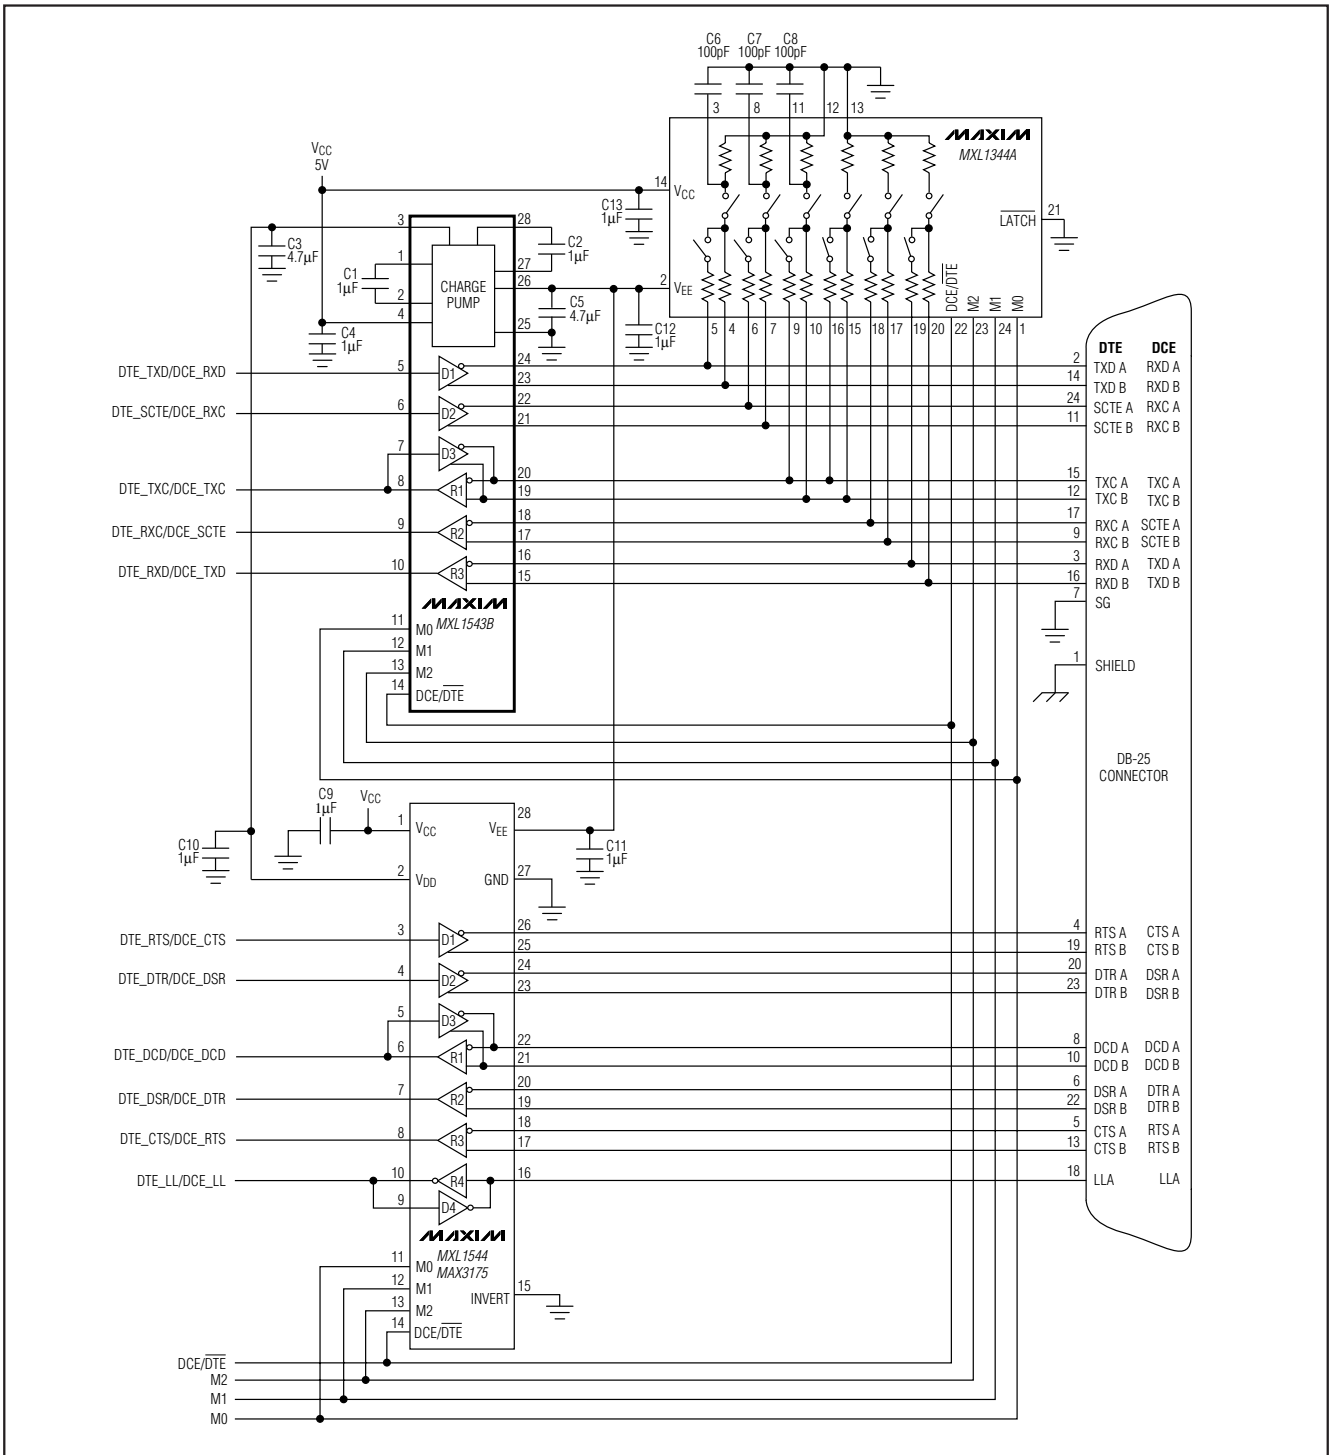 C6 C7 C8
100pF 100pF 100pF
3 8 11 12 13
MAXIM
MXL1344A
VCC
5V
14 VCC
C13
1µF
LATCH 21
3 28
C3
4.7µF
C2
1µF
1 27
C1
1µF
CHARGE
PUMP
26 2 VEE
2
4 25
C5
4.7µF
C12
1µF
C4
1µF
DCE/DTE M2 M1 M0
5 4 6 7 9 10 16 15 18 17 19 20 22 23 24 1
DTE DCE
DTE_TXD/DCE_RXD 5 D1 24 2 TXD A RXD A
23 14 TXD B RXD B
DTE_SCTE/DCE_RXC 6 D2 22 24 SCTE A RXC A
21 11 SCTE B RXC B
7 D3
DTE_TXC/DCE_TXC 8 R1 20 15 TXC A TXC A
19 12 TXC B TXC B
DTE_RXC/DCE_SCTE 9 R2 18 17 RXC A SCTE A
17 9 RXC B SCTE B
DTE_RXD/DCE_TXD 10 R3 16 3 RXD A TXD A
15 16 RXD B TXD B
7 SG
MAXIM
MXL1543B
11 M0
12 M1
13 M2
14 DCE/DTE
1 SHIELD
DB-25
CONNECTOR
C9
1µF
VCC
1 VCC VEE 28
C10
1µF
C11
1µF
2 VDD GND 27
DTE_RTS/DCE_CTS 3 D1 26 4 RTS A CTS A
25 19 RTS B CTS B
DTE_DTR/DCE_DSR 4 D2 24 20 DTR A DSR A
23 23 DTR B DSR B
5 D3
DTE_DCD/DCE_DCD 6 R1 22 8 DCD A DCD A
21 10 DCD B DCD B
DTE_DSR/DCE_DTR 7 R2 20 6 DSR A DTR A
19 22 DSR B DTR B
DTE_CTS/DCE_RTS 8 R3 18 5 CTS A RTS A
17 13 CTS B RTS B
DTE_LL/DCE_LL 10 R4 16 18 LLA LLA
9 D4
MAXIM
MXL1544
MAX3175
11 M0
12 M1
13 M2
14 DCE/DTE
INVERT 15
DCE/DTE
M2
M1
M0